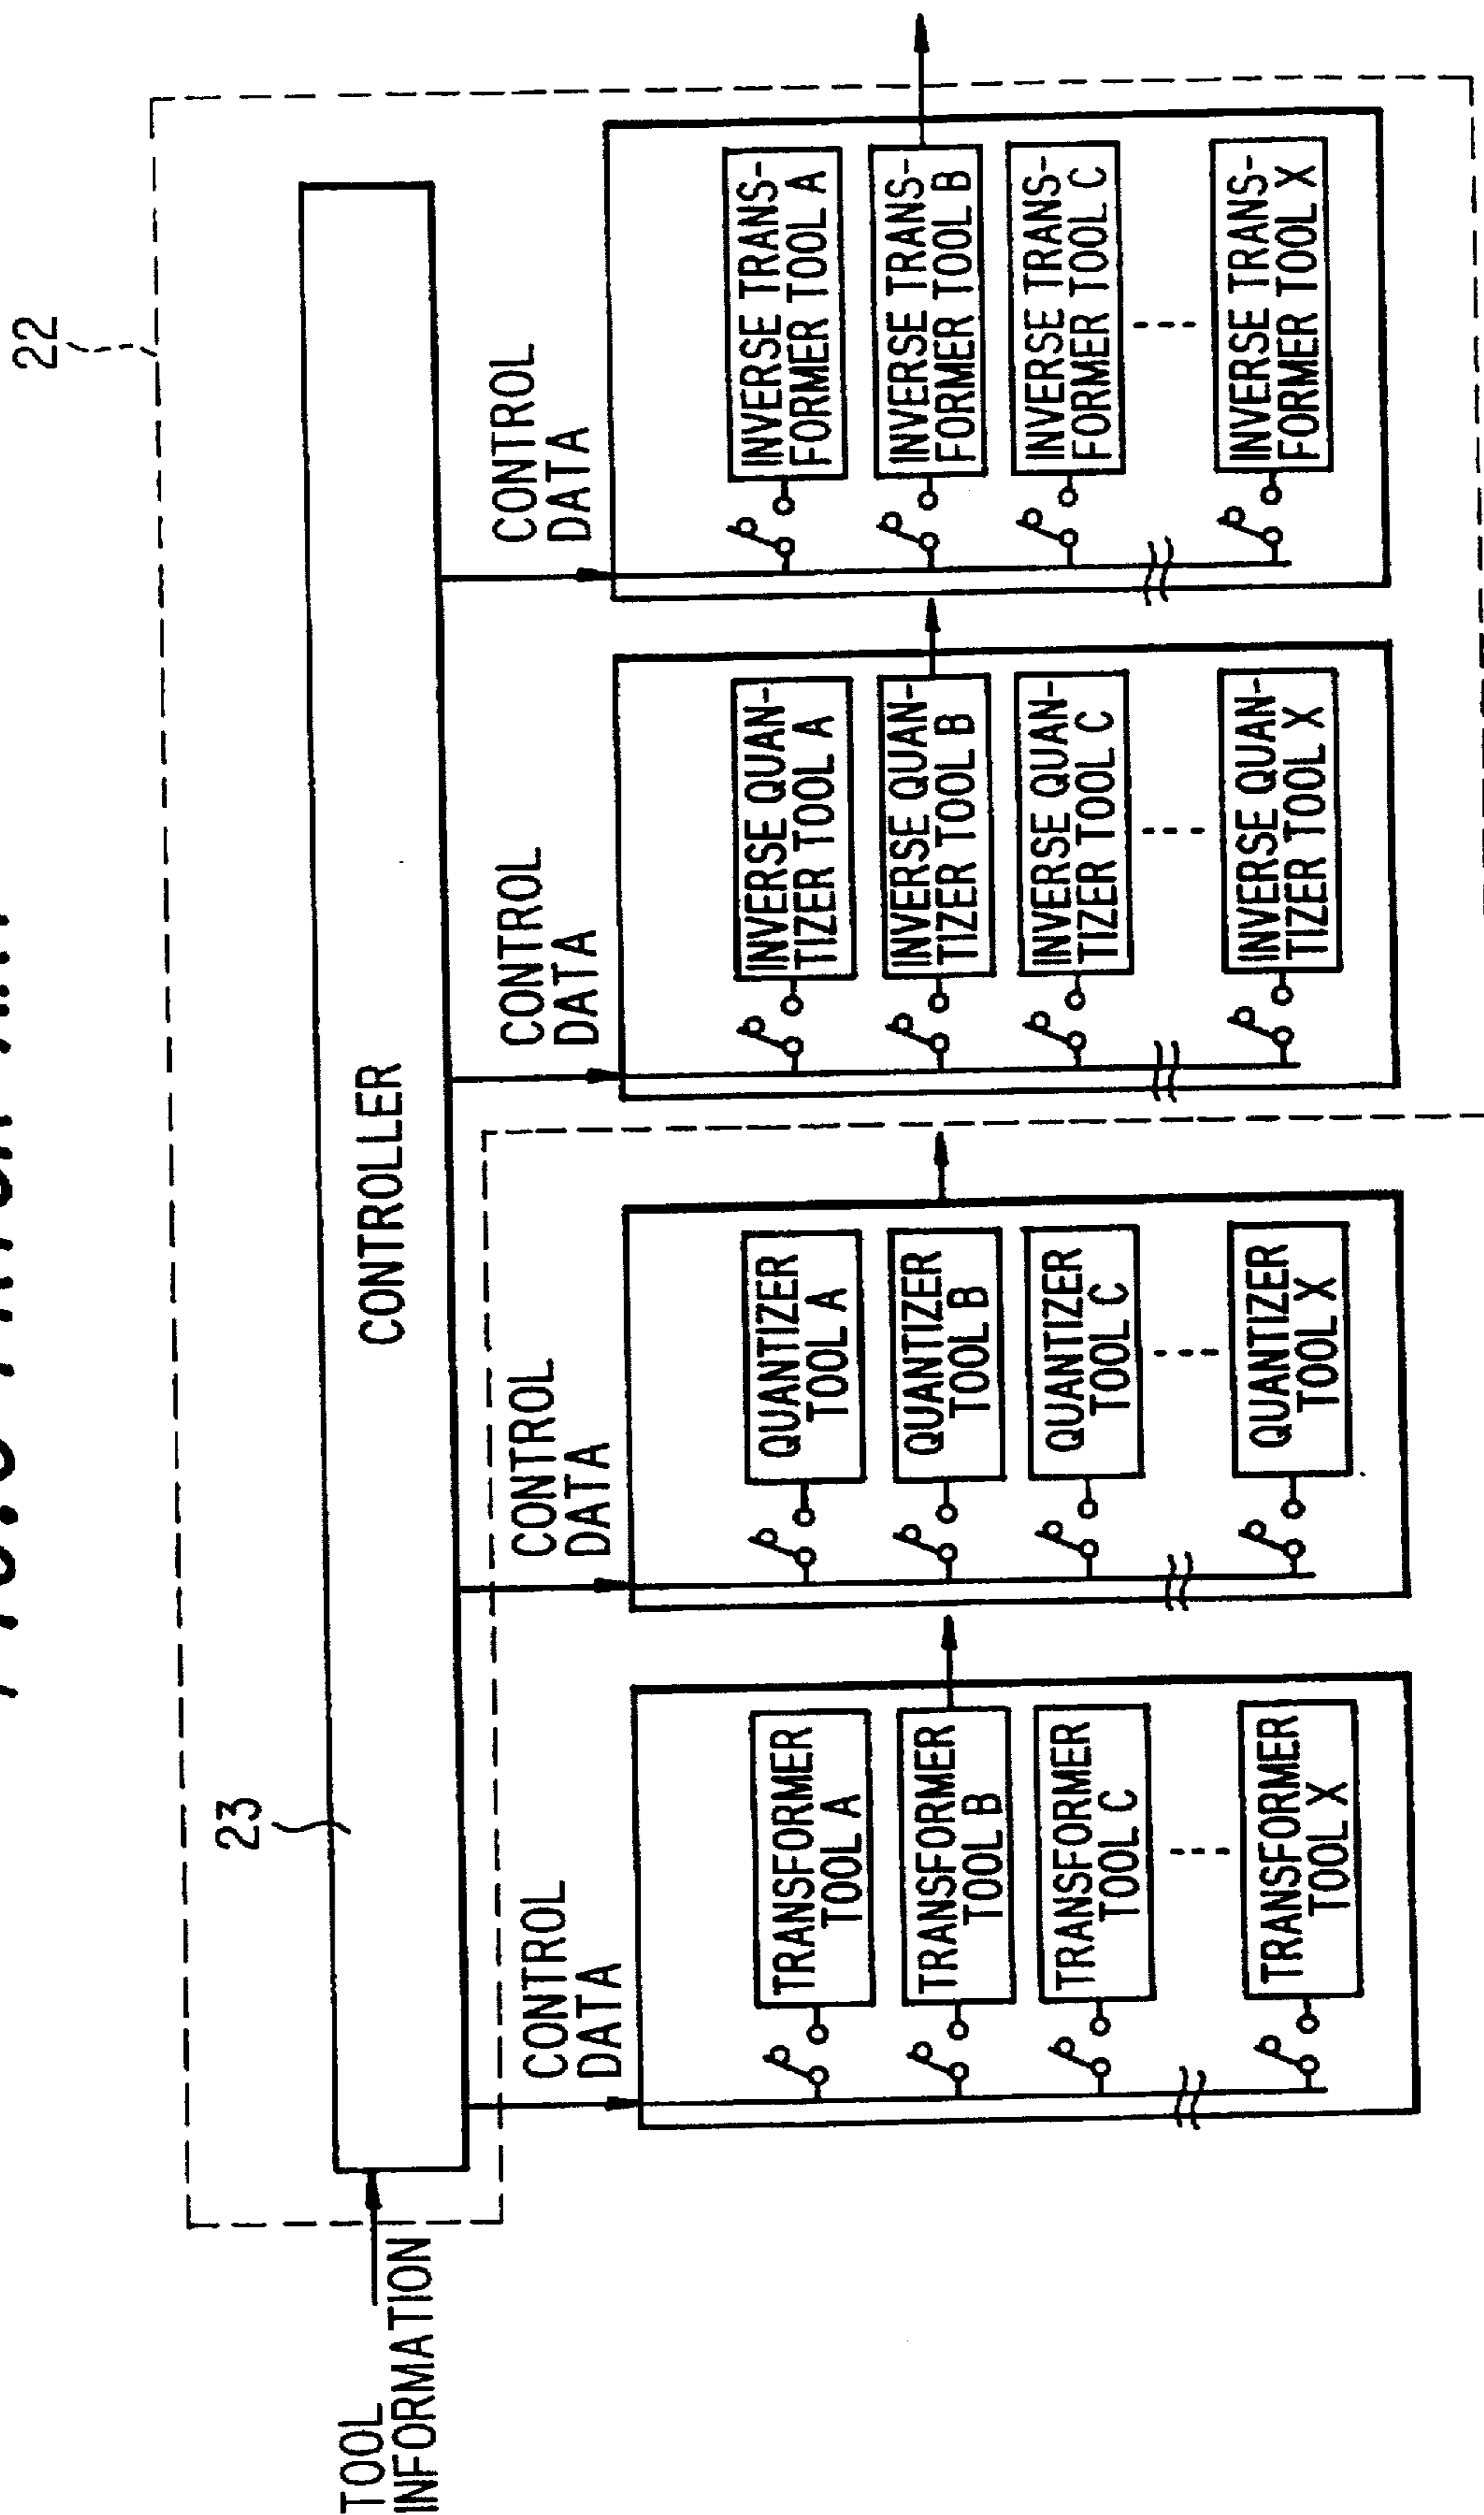 22
23
TOOL
INFORMATION
CONTROLLER
CONTROL
DATA
CONTROL
DATA
CONTROL
DATA
CONTROL
DATA
TRANSFORMER
TOOL A
TRANSFORMER
TOOL B
TRANSFORMER
TOOL C
TRANSFORMER
TOOL X
QUANTIZER
TOOL A
QUANTIZER
TOOL B
QUANTIZER
TOOL C
QUANTIZER
TOOL X
INVERSE QUAN-
TIZER TOOL A
INVERSE QUAN-
TIZER TOOL B
INVERSE QUAN-
TIZER TOOL C
INVERSE QUAN-
TIZER TOOL X
INVERSE TRANS-
FORMER TOOL A
INVERSE TRANS-
FORMER TOOL B
INVERSE TRANS-
FORMER TOOL C
INVERSE TRANS-
FORMER TOOL X